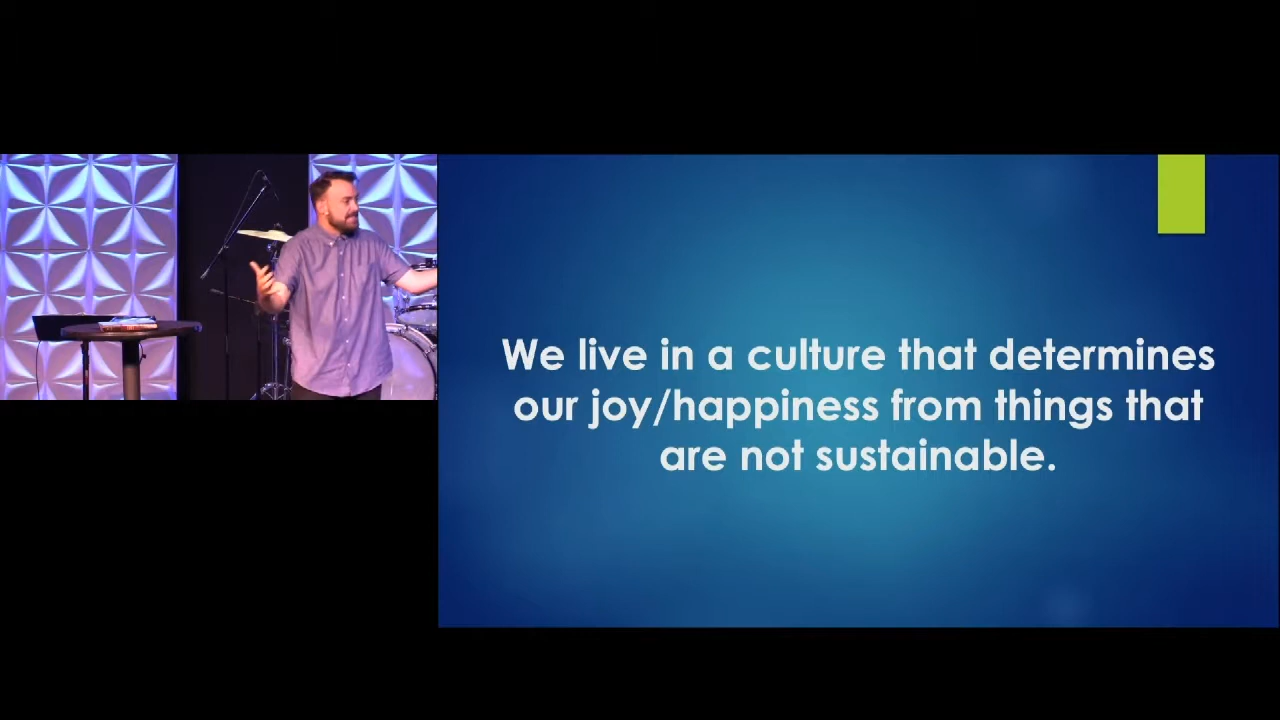 We live in a culture that determines
our joy/happiness from things that
are not sustainable.